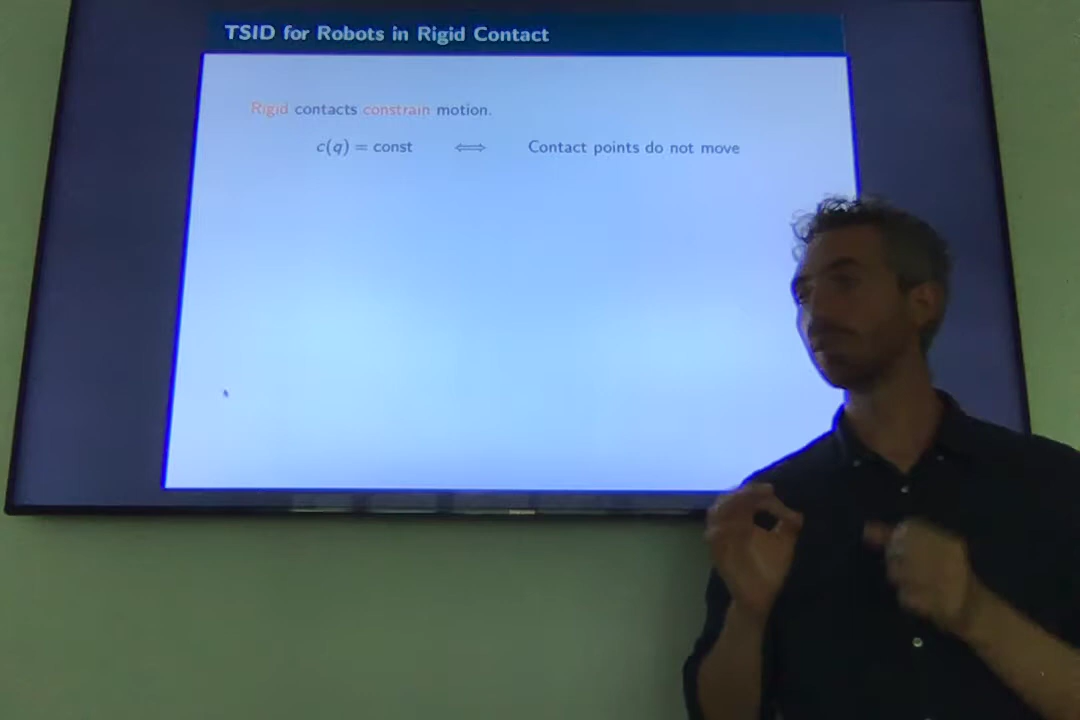 TSID for Robots in Rigid Contact
Rigid contacts constrain motion.
c(q) = const ⟺ Contact points do not move